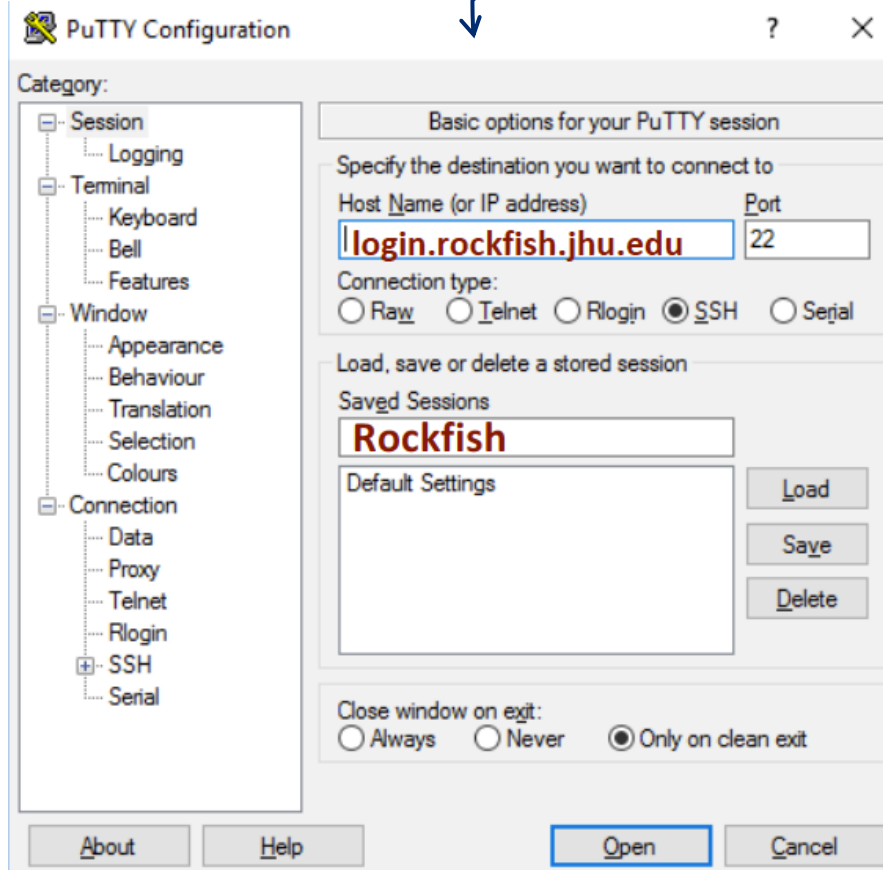 PuTTY Configuration ? ×
Category:
Session
Logging
Terminal
Keyboard
Bell
Features
Window
Appearance
Behaviour
Translation
Selection
Colours
Connection
Data
Proxy
Telnet
Rlogin
SSH
Serial
Basic options for your PuTTY session
Specify the destination you want to connect to
Host Name (or IP address) Port
login.rockfish.jhu.edu 22
Connection type:
Raw Telnet Rlogin SSH Serial
Load, save or delete a stored session
Saved Sessions
Rockfish
Default Settings
Load
Save
Delete
Close window on exit:
Always Never Only on clean exit
About Help Open Cancel